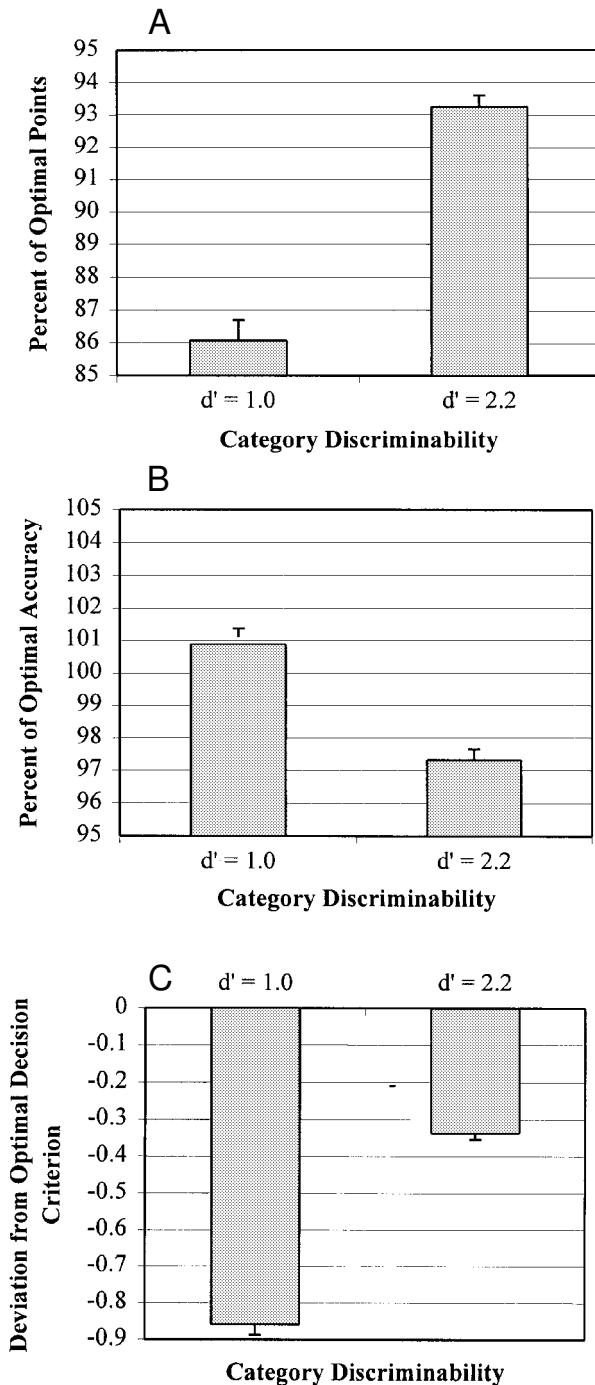 A
Percent of Optimal Points
95
94
93
92
91
90
89
88
87
86
85
d' = 1.0 d' = 2.2
Category Discriminability
B
Percent of Optimal Accuracy
105
104
103
102
101
100
99
98
97
96
95
d' = 1.0 d' = 2.2
Category Discriminability
C
d' = 1.0 d' = 2.2
Deviation from Optimal Decision
Criterion
0
-0.1
-0.2
-0.3
-0.4
-0.5
-0.6
-0.7
-0.8
-0.9
Category Discriminability